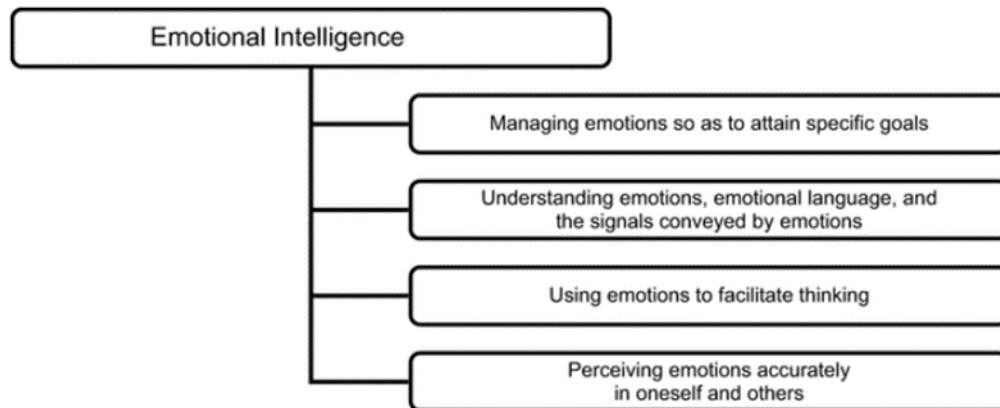 Emotional Intelligence
Managing emotions so as to attain specific goals
Understanding emotions, emotional language, and
the signals conveyed by emotions
Using emotions to facilitate thinking
Perceiving emotions accurately
in oneself and others